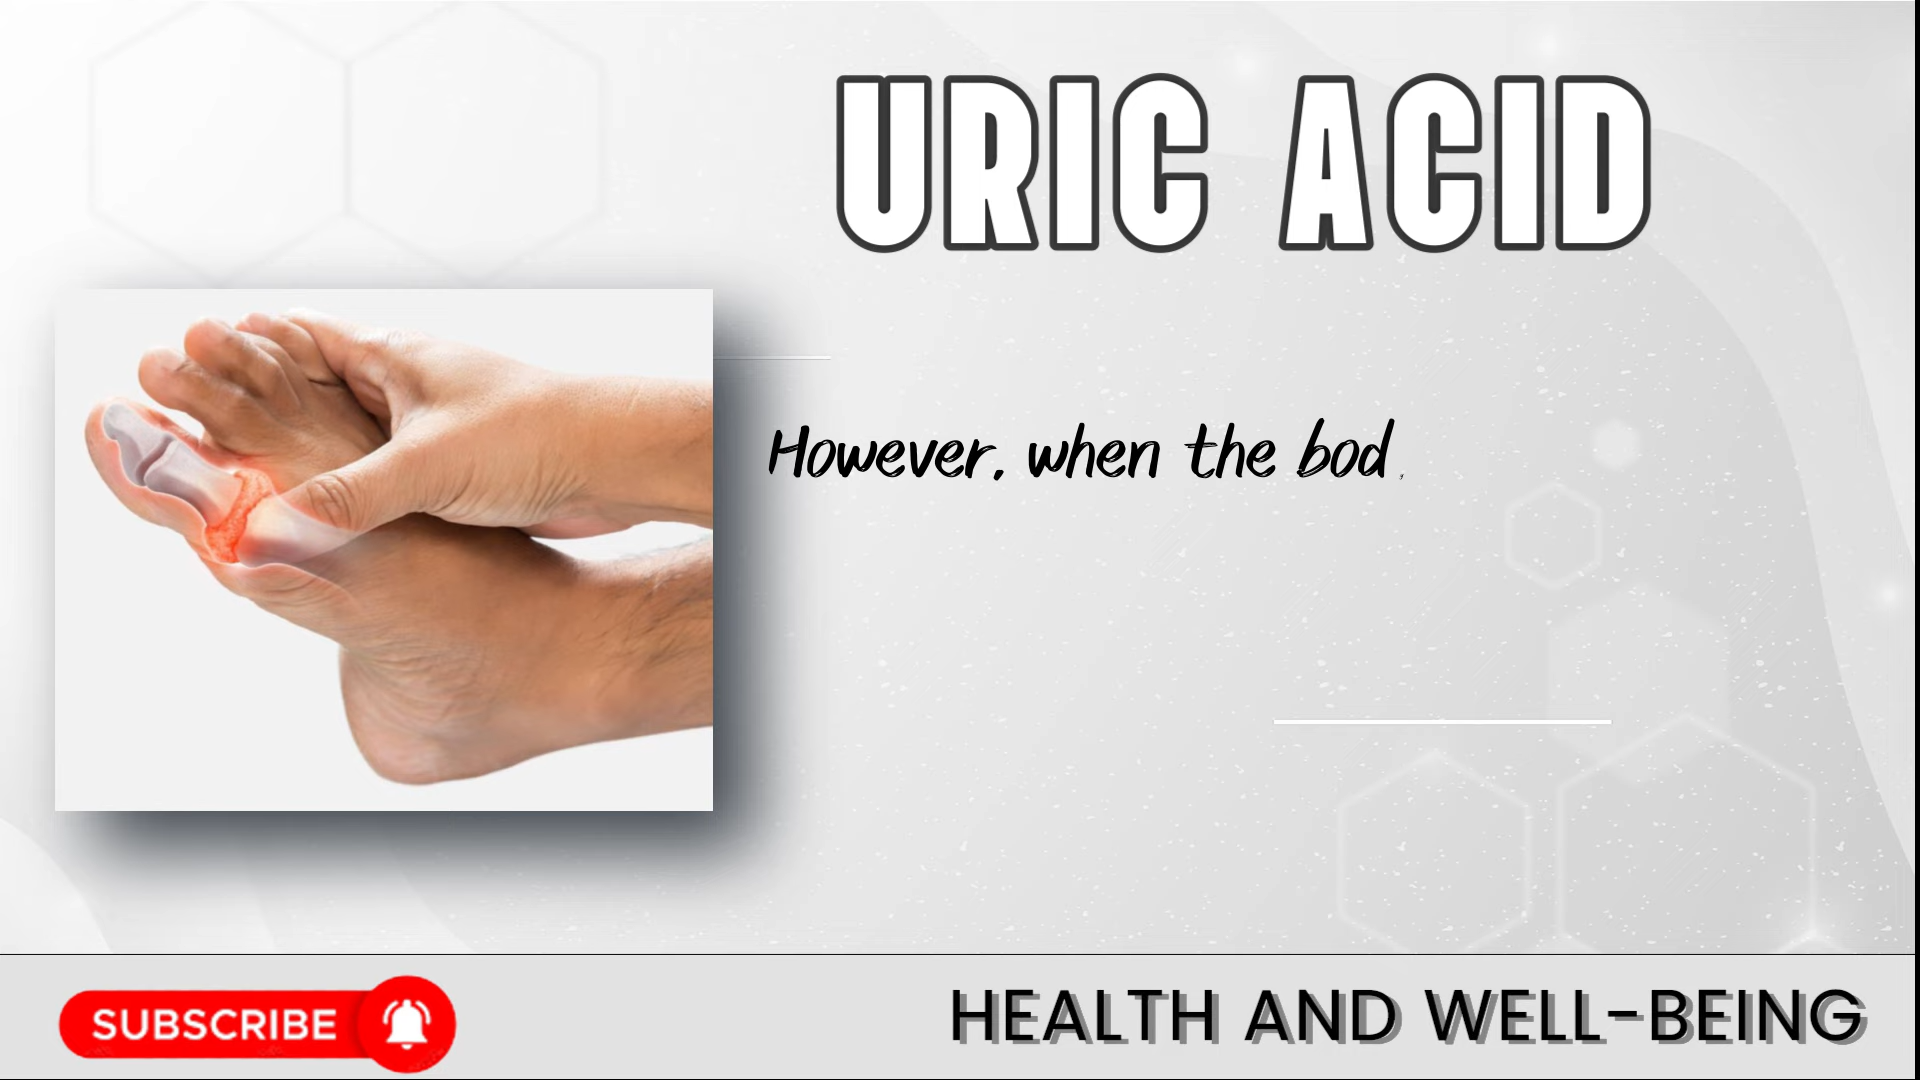 URIC ACID
However, when the bod
SUBSCRIBE
HEALTH AND WELL-BEING